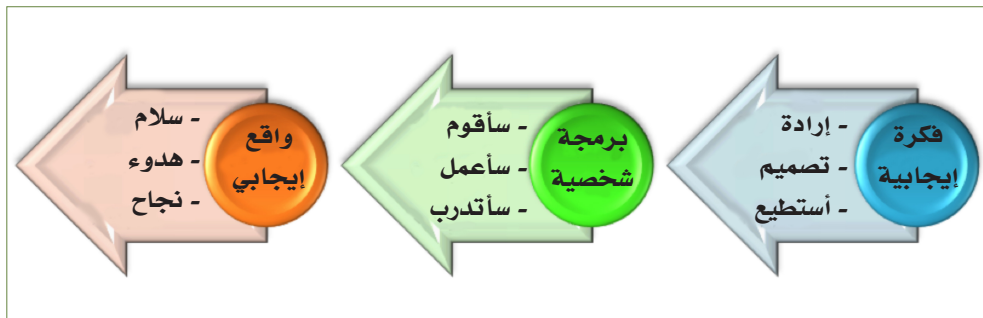 فكرة
إيجابية
- إرادة
- تصميم
- أستطيع
برمجة
شخصية
- سأقوم
- سأعمل
- سأتدرب
واقع
إيجابي
- سلام
- هدوء
- نجاح